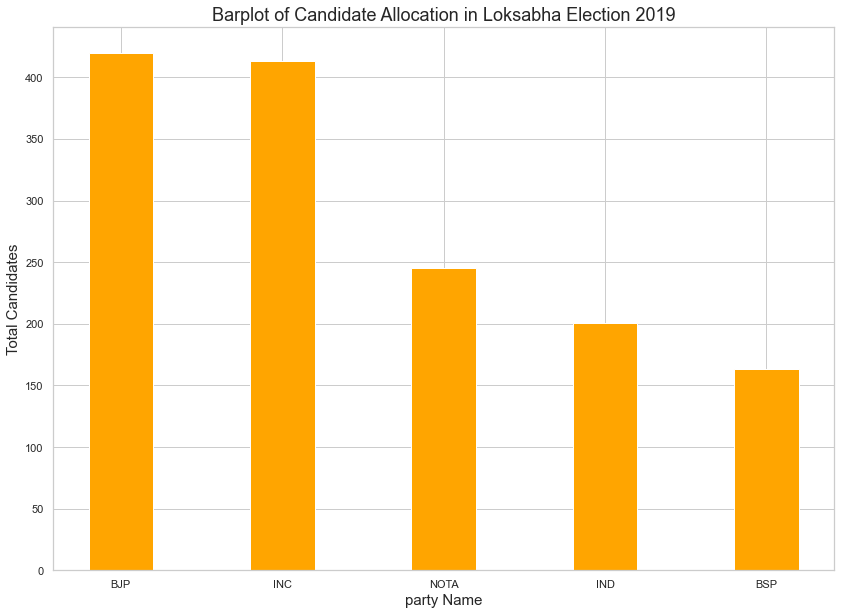 Barplot of Candidate Allocation in Loksabha Election 2019
Total Candidates
400
350
300
250
200
150
100
50
0
BJP INC NOTA IND BSP
party Name